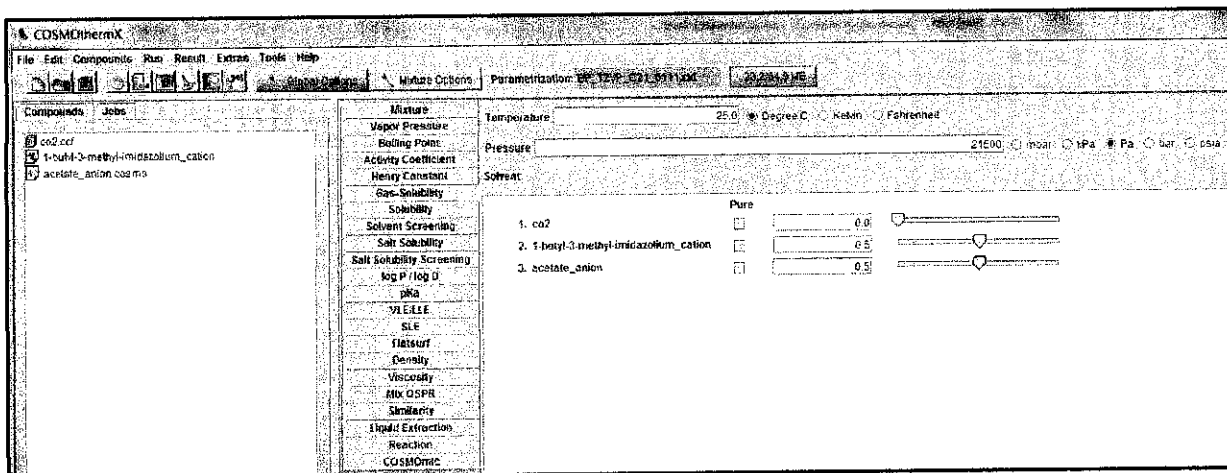 COSMOthermX
File Edit Compounds Run Result Extras Tools Help
Global Options Mixture Options Parametrization:
Compounds Jobs
co2.ccf
1-butyl-3-methyl-imidazolium_cation
acetate_anion.cosmo
Mixture
Vapor Pressure
Boiling Point
Activity Coefficient
Henry Constant
Gas-Solubility
Solubility
Solvent Screening
Salt Solubility
Salt Solubility Screening
log P / log D
pKa
VLE/LLE
SLE
Flatsurf
Density
Viscosity
Mix QSPR
Similarity
Liquid Extraction
Reaction
COSMOmic
Temperature 25.0 Degree C Kelvin Fahrenheit
Pressure 21500 mbar kPa Pa bar psia
Solvent
Pure
1. co2 0.0
2. 1-butyl-3-methyl-imidazolium_cation 0.5
3. acetate_anion 0.5